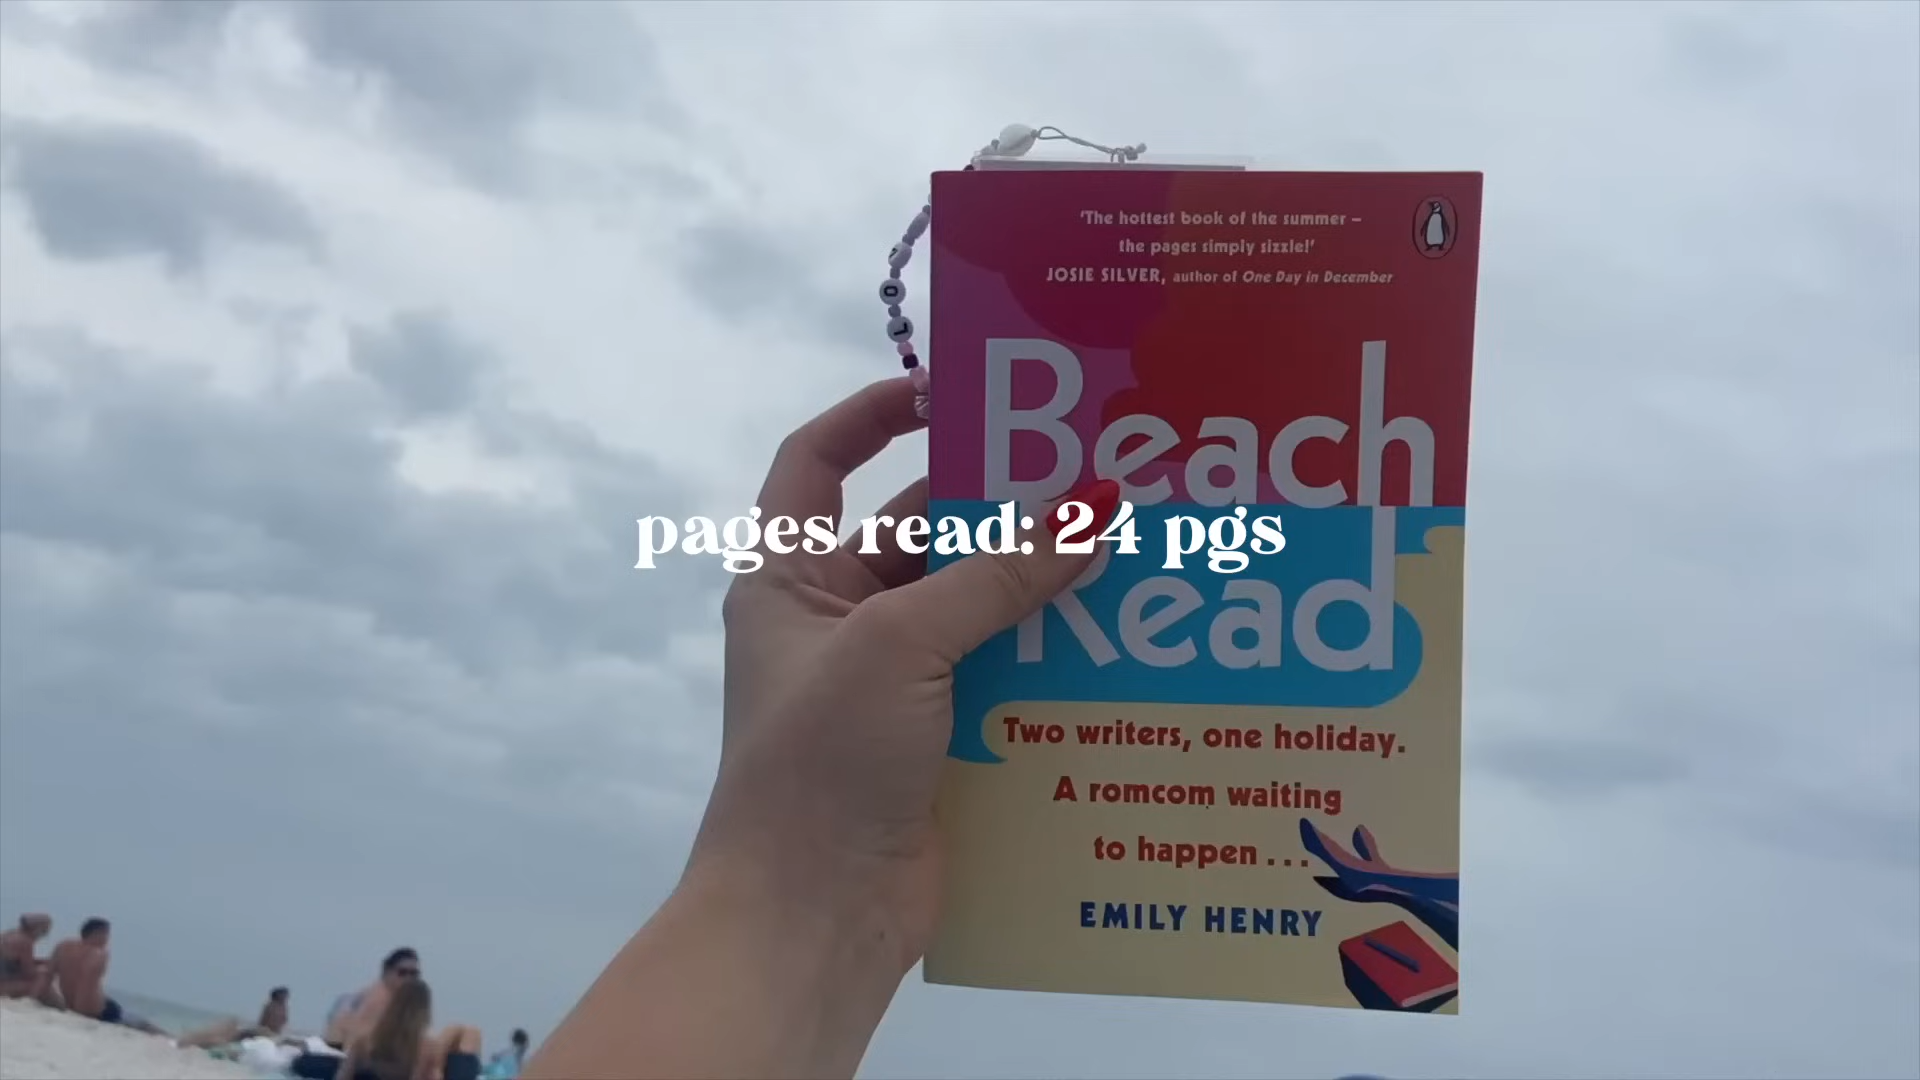 'The hottest book of the summer –
the pages simply sizzle!'
JOSIE SILVER, author of One Day in December
Beach
pages read: 24 pgs
Read
Two writers, one holiday.
A romcom waiting
to happen ...
EMILY HENRY